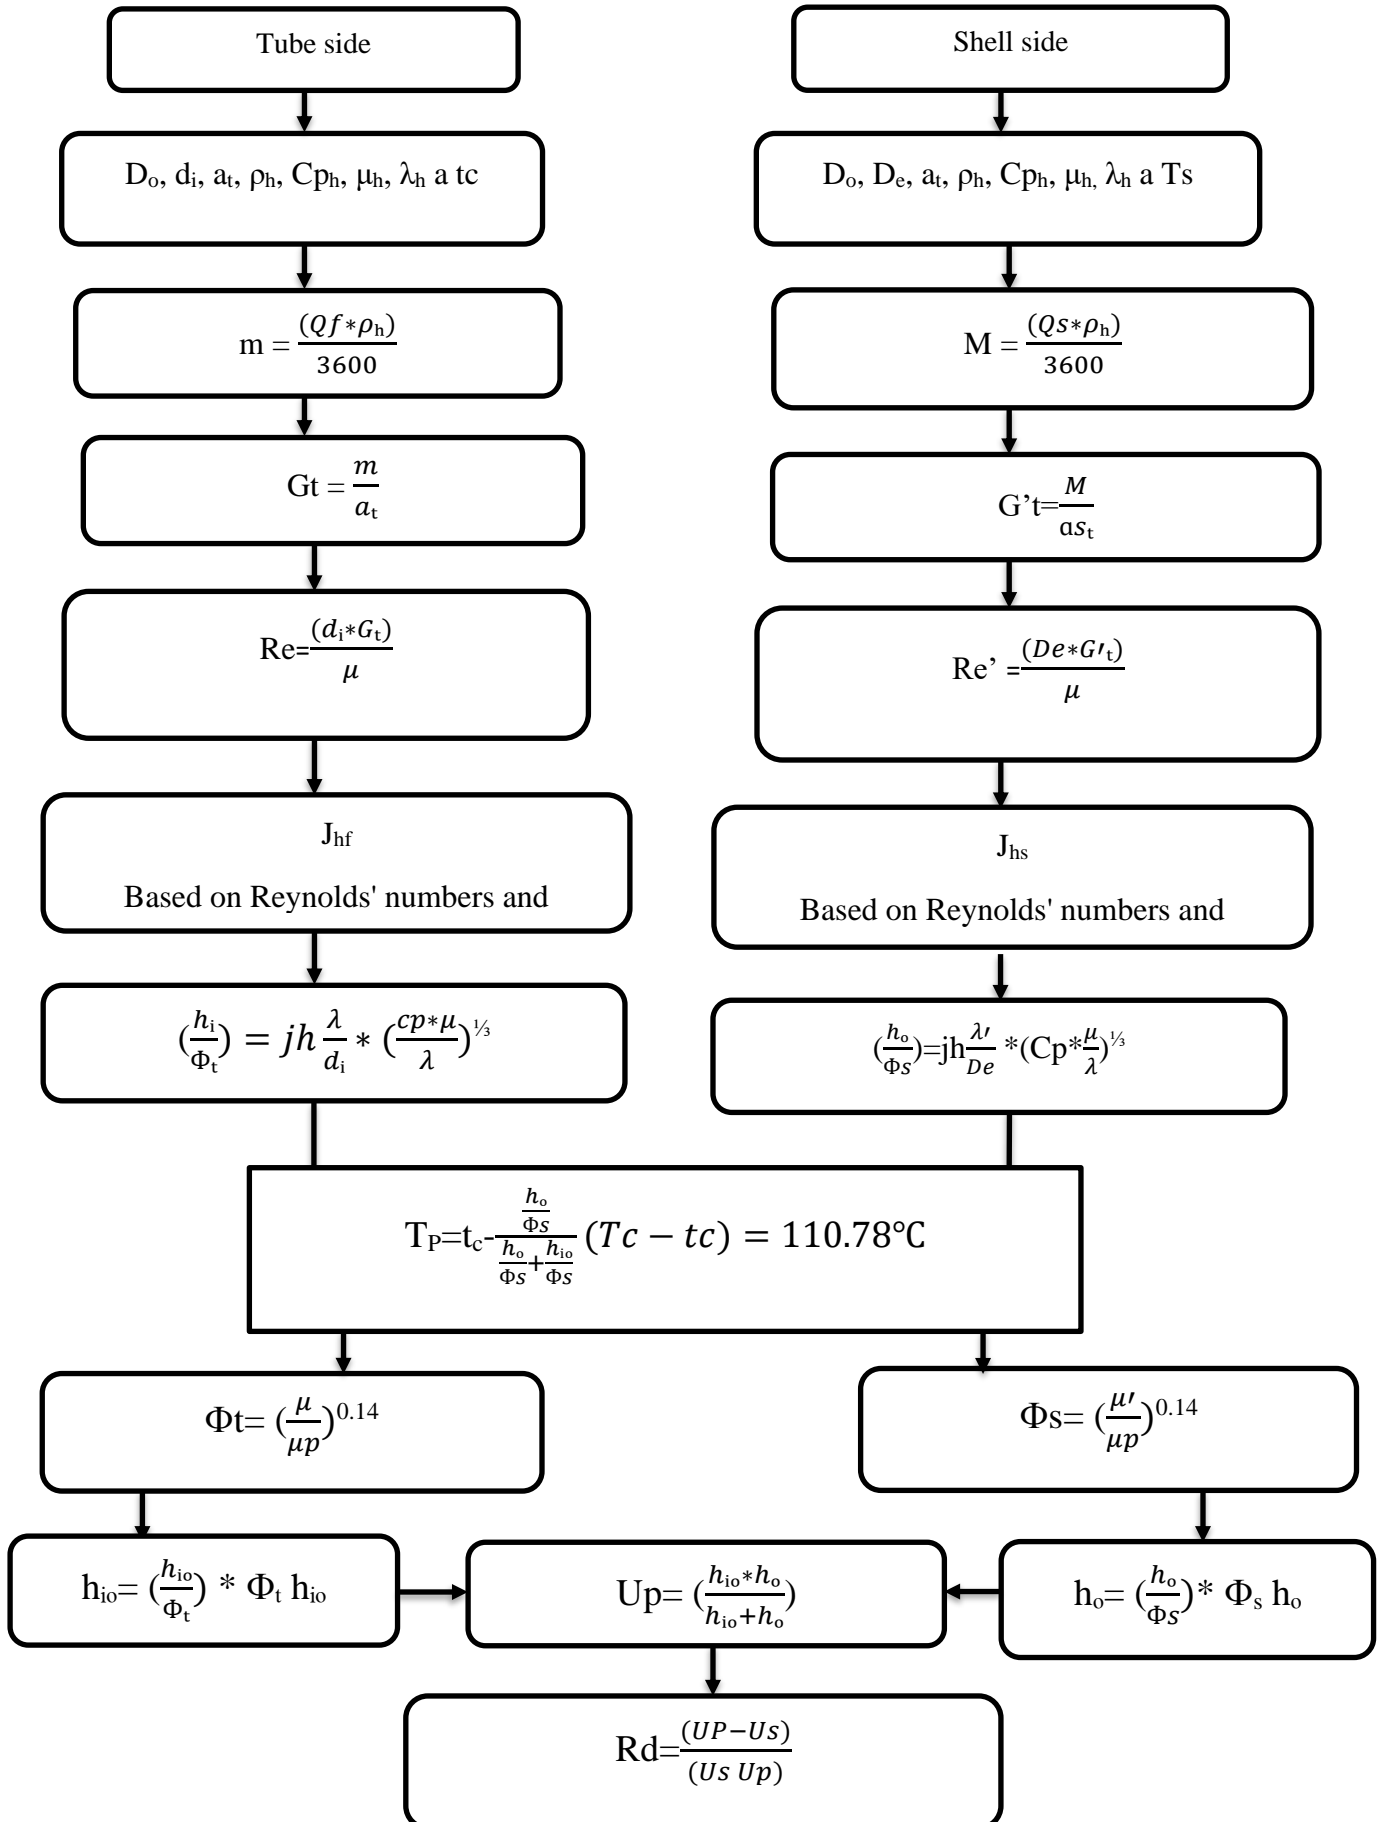 Tube side
Shell side
Dₒ, dᵢ, aₜ, ρₕ, Cpₕ, μₕ, λₕ a tc
Dₒ, Dₑ, aₜ, ρₕ, Cpₕ, μₕ, λₕ a Ts
m = (Qf*ρₕ)/3600
M = (Qs*ρₕ)/3600
Gt = m/aₜ
G’t=M/ɑsₜ
Re=(dᵢ*Gₜ)/μ
Re’ =(De*G′ₜ)/μ
J_hf
Based on Reynolds' numbers and
J_hs
Based on Reynolds' numbers and
(hᵢ/Φₜ) = jh λ/dᵢ * (cp*μ/λ)^⅓
(hₒ/Φs)=jh λ′/De *(Cp*μ/λ)^⅓
T_P=t_c-(hₒ/Φs)/(hₒ/Φs+hᵢₒ/Φs) (Tc − tc) = 110.78℃
Φt= (μ/μp)^0.14
Φs= (μ′/μp)^0.14
hᵢₒ= (hᵢₒ/Φₜ) * Φₜ hᵢₒ
Up= (hᵢₒ*hₒ/hᵢₒ+hₒ)
hₒ= (hₒ/Φs)* Φₛ hₒ
Rd=(UP−Us)/(Us Up)